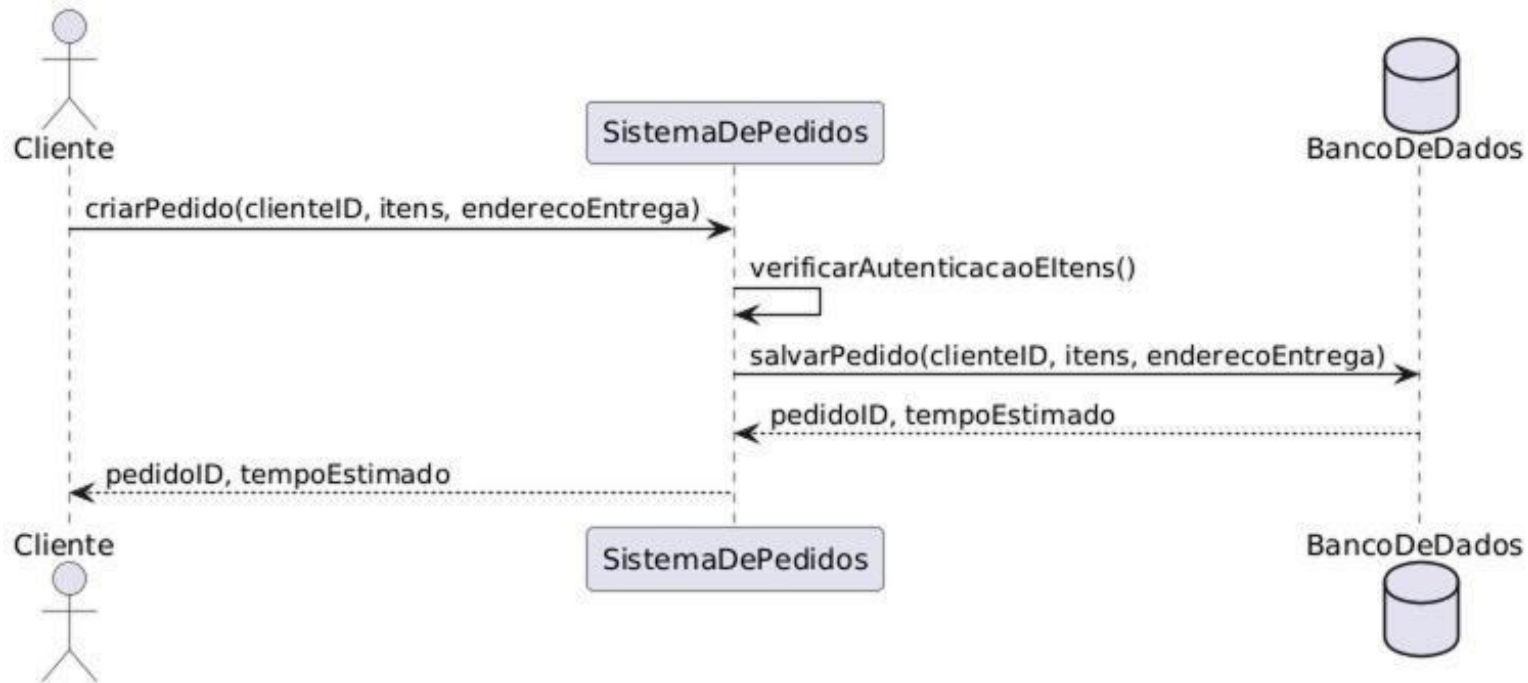 Cliente
SistemaDePedidos
BancoDeDados
criarPedido(clienteID, itens, enderecoEntrega)
verificarAutenticacaoEItens()
salvarPedido(clienteID, itens, enderecoEntrega)
pedidoID, tempoEstimado
pedidoID, tempoEstimado
Cliente
SistemaDePedidos
BancoDeDados